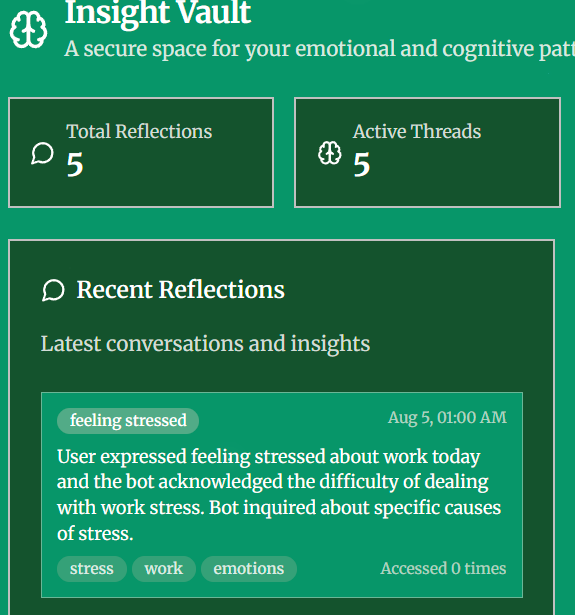 Insight Vault
A secure space for your emotional and cognitive
Total Reflections
5
Active Threads
5
Recent Reflections
Latest conversations and insights
feeling stressed
Aug 5, 01:00 AM
User expressed feeling stressed about work today
and the bot acknowledged the difficulty of dealing
with work stress. Bot inquired about specific causes
of stress.
stress work emotions
Accessed 0 times